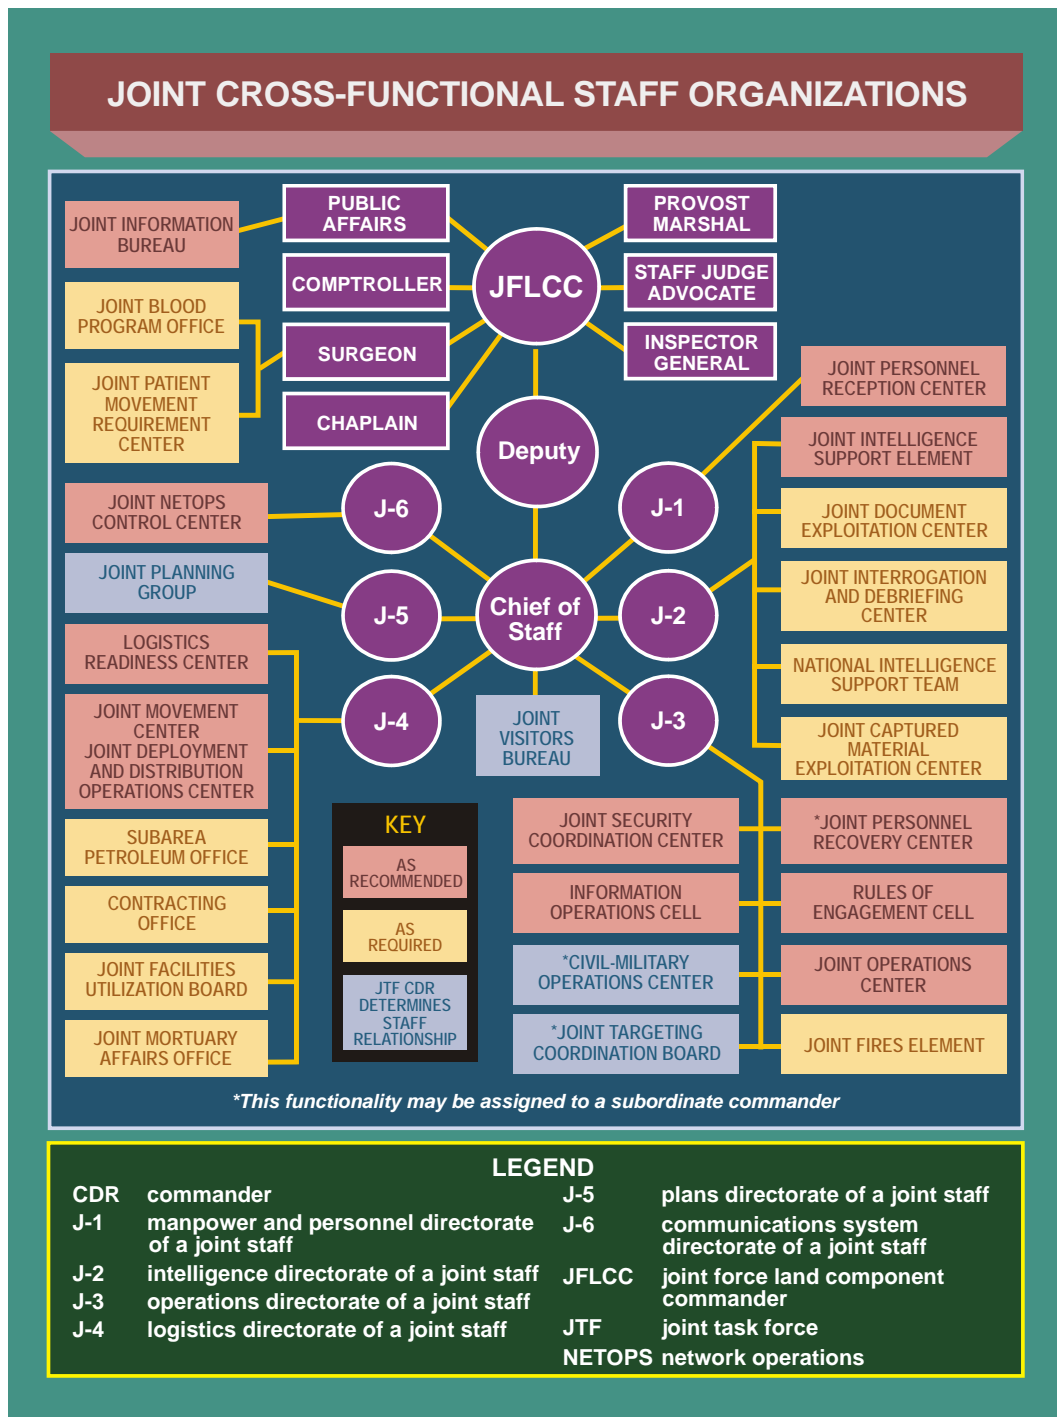 JOINT CROSS-FUNCTIONAL STAFF ORGANIZATIONS
JOINT INFORMATION
BUREAU
PUBLIC
AFFAIRS
PROVOST
MARSHAL
JFLCC
COMPTROLLER
STAFF JUDGE
ADVOCATE
JOINT BLOOD
PROGRAM OFFICE
SURGEON
INSPECTOR
GENERAL
JOINT PATIENT
MOVEMENT
REQUIREMENT
CENTER
CHAPLAIN
JOINT PERSONNEL
RECEPTION CENTER
Deputy
JOINT INTELLIGENCE
SUPPORT ELEMENT
JOINT NETOPS
CONTROL CENTER
J-6
J-1
JOINT DOCUMENT
EXPLOITATION CENTER
JOINT PLANNING
GROUP
J-5
Chief of
Staff
J-2
JOINT INTERROGATION
AND DEBRIEFING
CENTER
LOGISTICS
READINESS CENTER
NATIONAL INTELLIGENCE
SUPPORT TEAM
JOINT MOVEMENT
CENTER
JOINT DEPLOYMENT
AND DISTRIBUTION
OPERATIONS CENTER
J-4
JOINT
VISITORS
BUREAU
J-3
JOINT CAPTURED
MATERIAL
EXPLOITATION CENTER
SUBAREA
PETROLEUM OFFICE
CONTRACTING
OFFICE
JOINT FACILITIES
UTILIZATION BOARD
JOINT MORTUARY
AFFAIRS OFFICE
KEY
AS
RECOMMENDED
AS
REQUIRED
JTF CDR
DETERMINES
STAFF
RELATIONSHIP
JOINT SECURITY
COORDINATION CENTER
*JOINT PERSONNEL
RECOVERY CENTER
INFORMATION
OPERATIONS CELL
RULES OF
ENGAGEMENT CELL
*CIVIL-MILITARY
OPERATIONS CENTER
JOINT OPERATIONS
CENTER
*JOINT TARGETING
COORDINATION BOARD
JOINT FIRES ELEMENT
*This functionality may be assigned to a subordinate commander
LEGEND
CDR commander
J-1 manpower and personnel directorate
of a joint staff
J-2 intelligence directorate of a joint staff
J-3 operations directorate of a joint staff
J-4 logistics directorate of a joint staff
J-5 plans directorate of a joint staff
J-6 communications system
directorate of a joint staff
JFLCC joint force land component
commander
JTF joint task force
NETOPS network operations